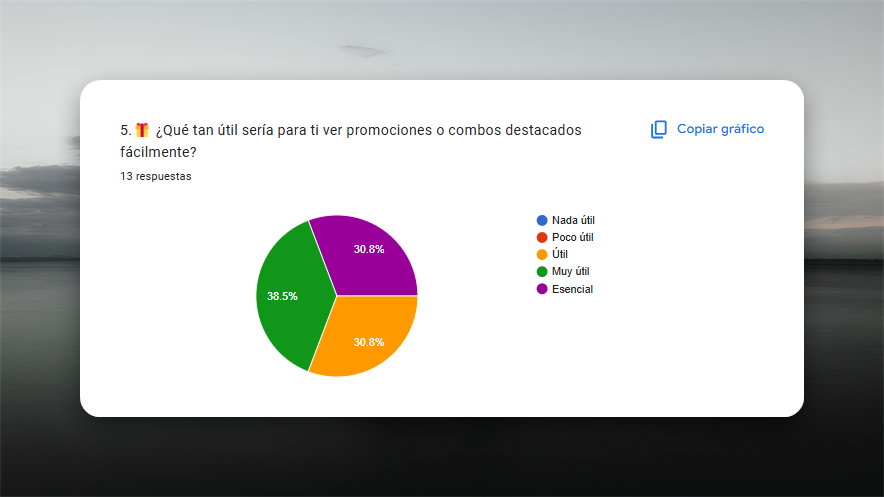 5. 🎁 ¿Qué tan útil sería para ti ver promociones o combos destacados
fácilmente?
Copiar gráfico
13 respuestas
30.8%
38.5%
30.8%
Nada útil
Poco útil
Útil
Muy útil
Esencial